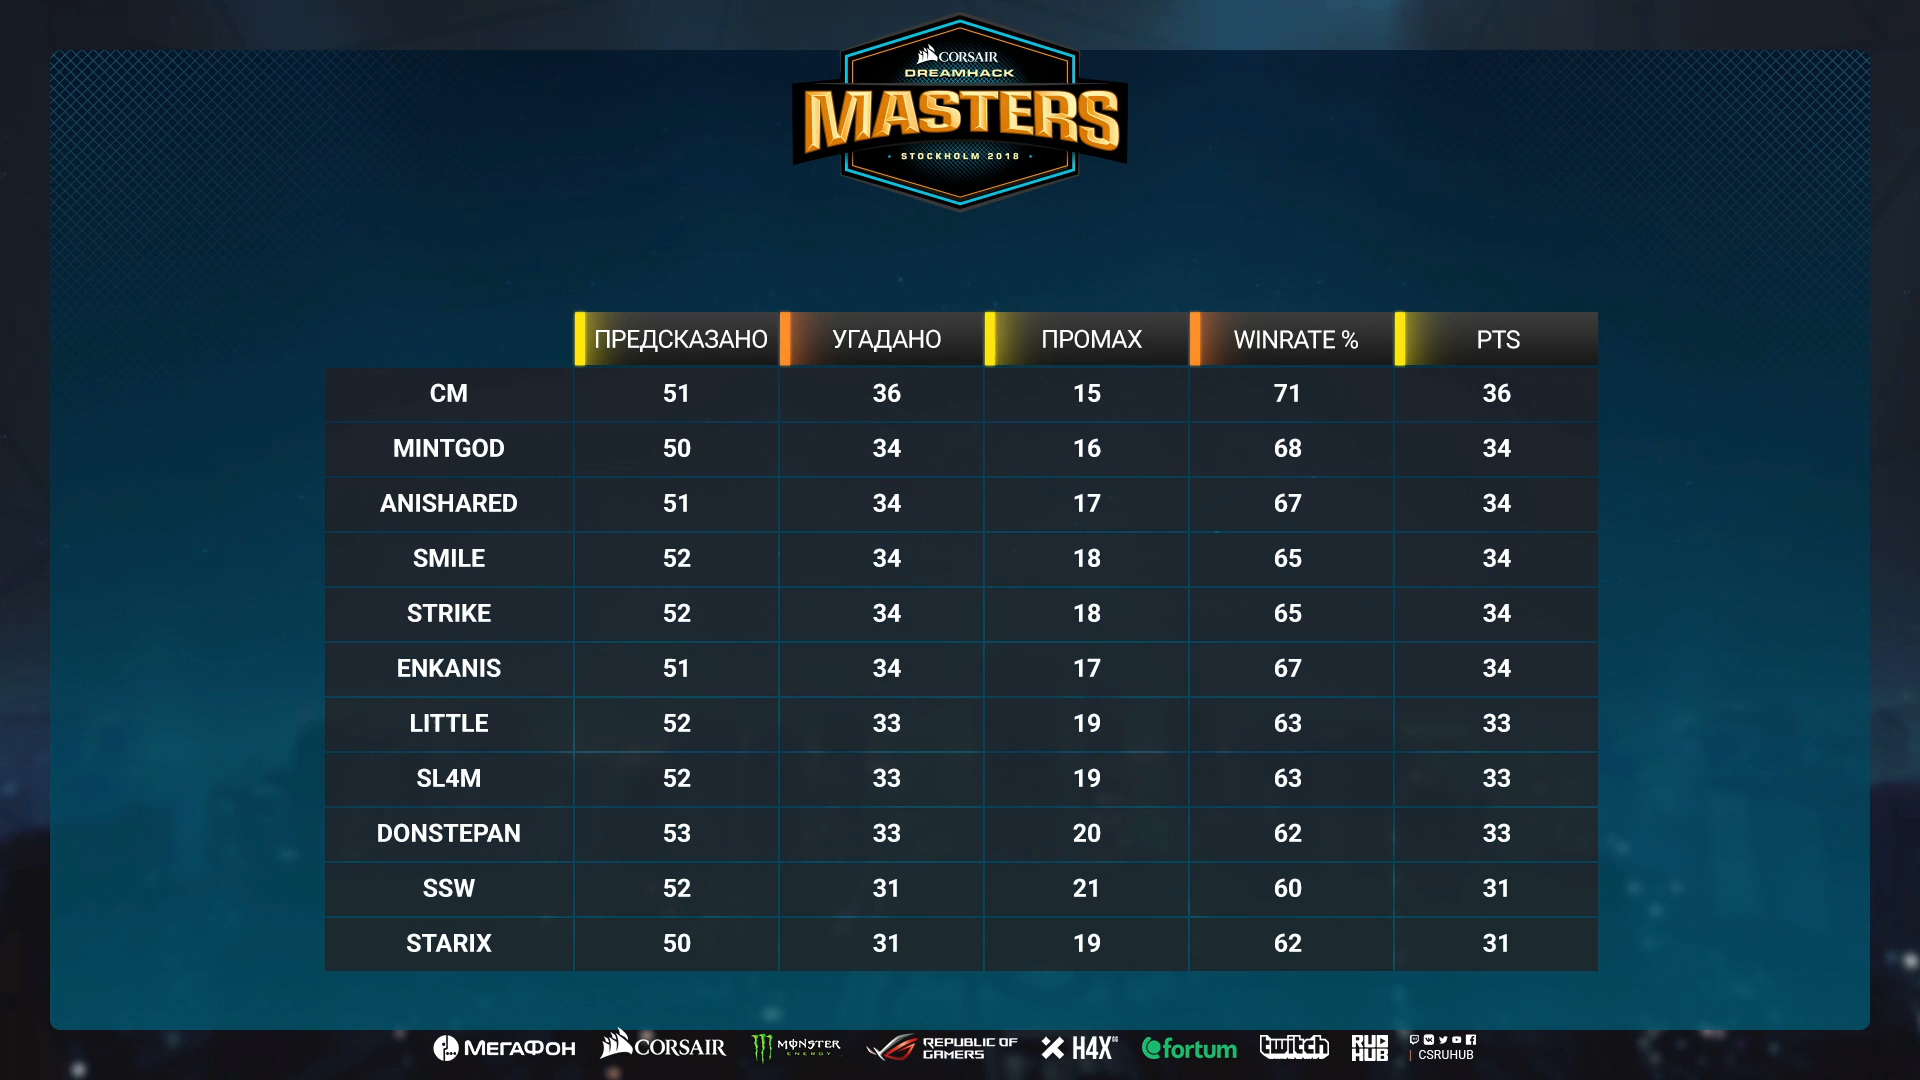 CORSAIR
DREAMHACK
MASTERS
STOCKHOLM 2018
ПРЕДСКАЗАНО УГАДАНО ПРОМАХ WINRATE % PTS
CM 51 36 15 71 36
MINTGOD 50 34 16 68 34
ANISHARED 51 34 17 67 34
SMILE 52 34 18 65 34
STRIKE 52 34 18 65 34
ENKANIS 51 34 17 67 34
LITTLE 52 33 19 63 33
SL4M 52 33 19 63 33
DONSTEPAN 53 33 20 62 33
SSW 52 31 21 60 31
STARIX 50 31 19 62 31
МЕГАФОН CORSAIR MONSTER ENERGY REPUBLIC OF GAMERS H4X fortum twitch RUHUB CSRUHUB